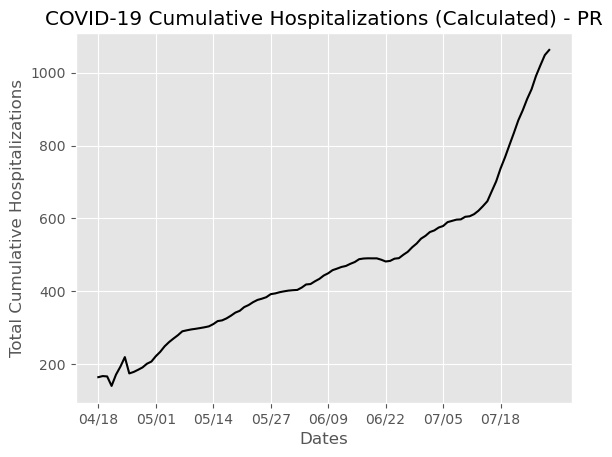 COVID-19 Cumulative Hospitalizations (Calculated) - PR
Total Cumulative Hospitalizations
1000
800
600
400
200
04/18 05/01 05/14 05/27 06/09 06/22 07/05 07/18
Dates